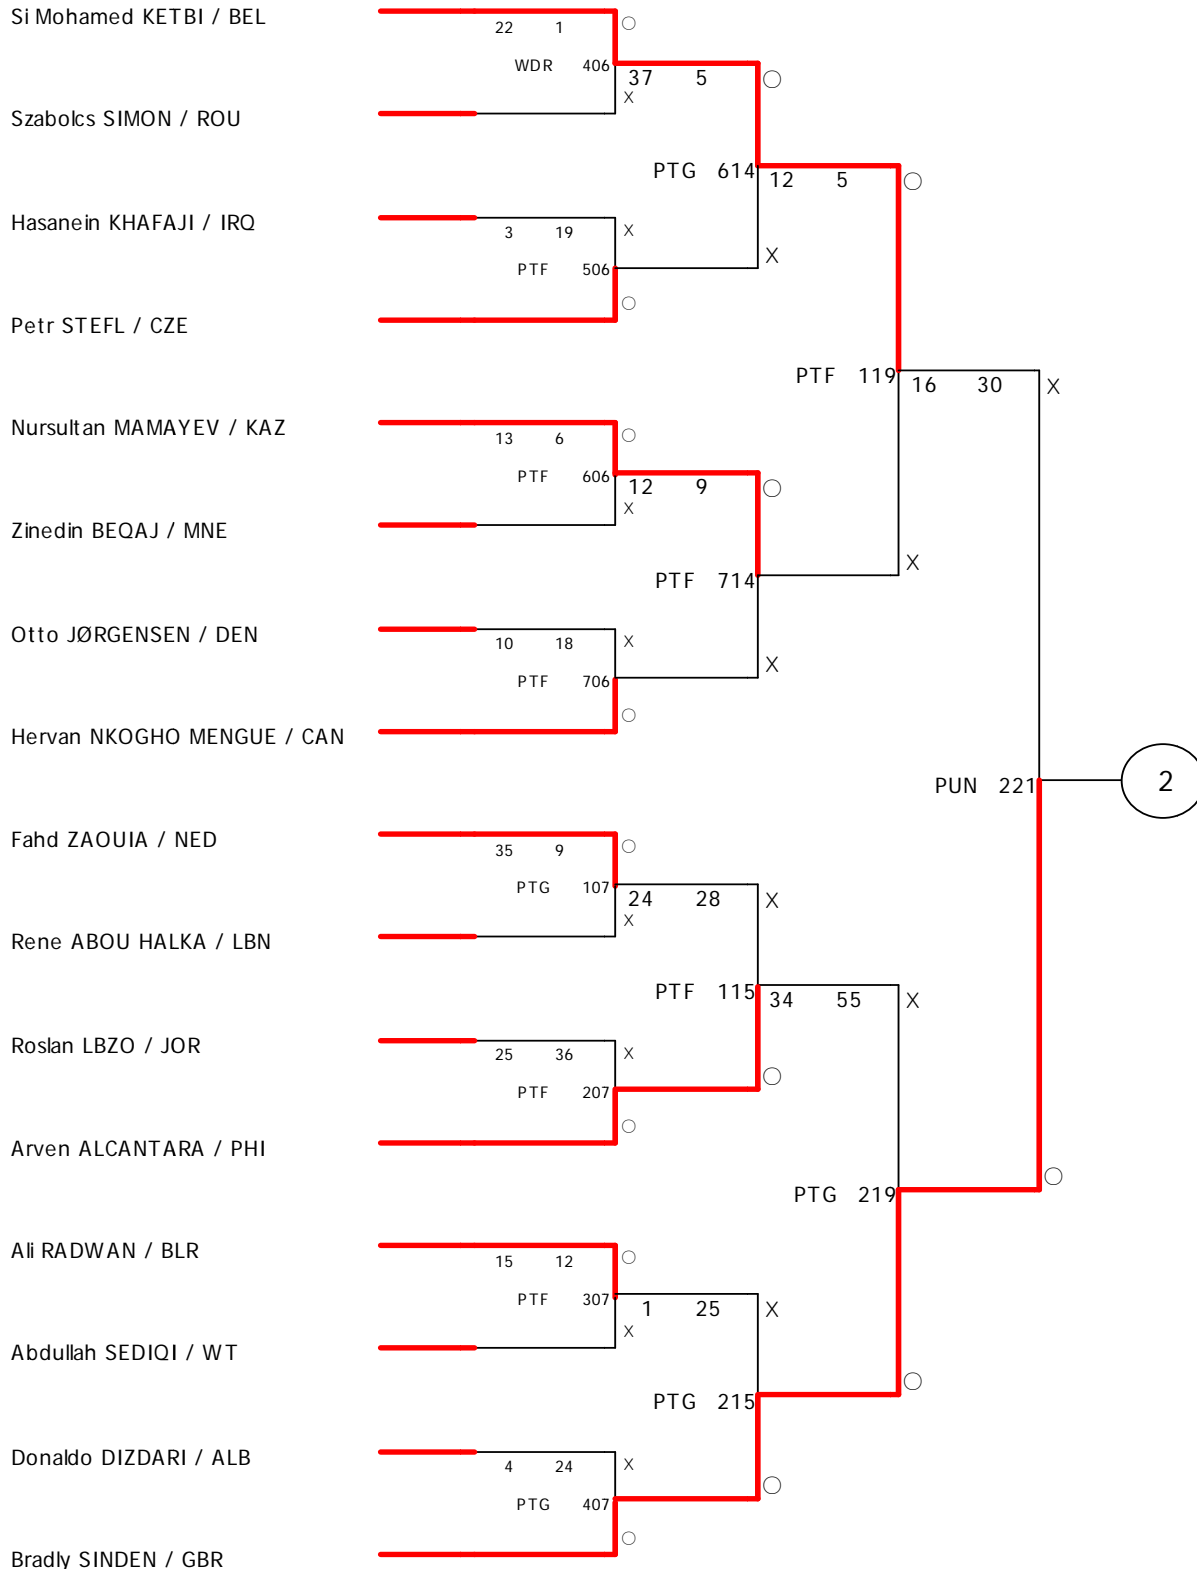 Si Mohamed KETBI / BEL
22 1 ○
WDR 406
37 5 ○
X
Szabolcs SIMON / ROU
PTG 614
12 5 ○
Hasanein KHAFAJI / IRQ
3 19 X
PTF 506
X
○
Petr STEFL / CZE
PTF 119
16 30 X
Nursultan MAMAYEV / KAZ
13 6 ○
PTF 606
12 9 ○
X
Zinedin BEQAJ / MNE
X
PTF 714
Otto JØRGENSEN / DEN
10 18 X
X
PTF 706
○
Hervan NKOGHO MENGUE / CAN
PUN 221
2
Fahd ZAOUIA / NED
35 9 ○
PTG 107
24 28 X
X
Rene ABOU HALKA / LBN
PTF 115
34 55 X
Roslan LBZO / JOR
25 36 X
○
PTF 207
○
Arven ALCANTARA / PHI
○
PTG 219
Ali RADWAN / BLR
15 12 ○
PTF 307
1 25 X
X
Abdullah SEDIQI / WT
○
PTG 215
Donaldo DIZDARI / ALB
4 24 X
○
PTG 407
○
Bradly SINDEN / GBR